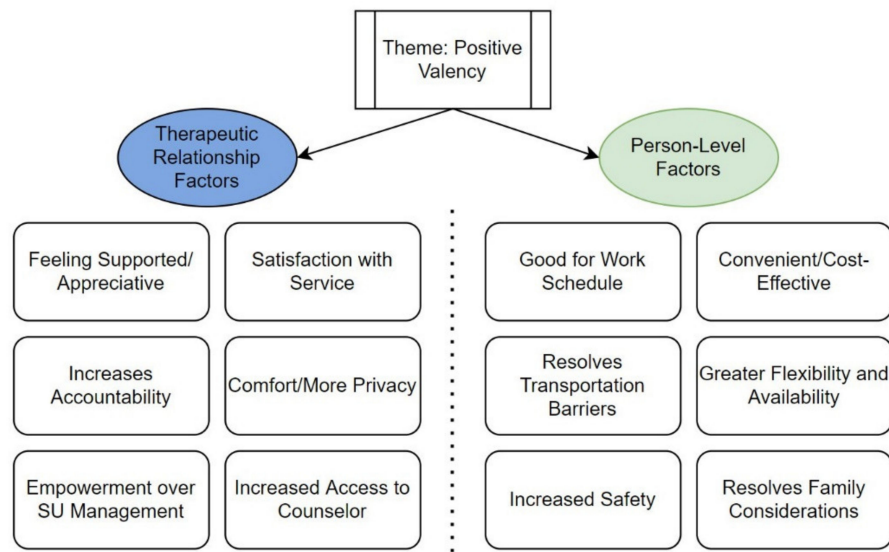 Theme: Positive
Valency
Therapeutic
Relationship
Factors
Person-Level
Factors
Feeling Supported/
Appreciative
Satisfaction with
Service
Good for Work
Schedule
Convenient/Cost-
Effective
Increases
Accountability
Comfort/More Privacy
Resolves
Transportation
Barriers
Greater Flexibility and
Availability
Empowerment over
SU Management
Increased Access to
Counselor
Increased Safety
Resolves Family
Considerations